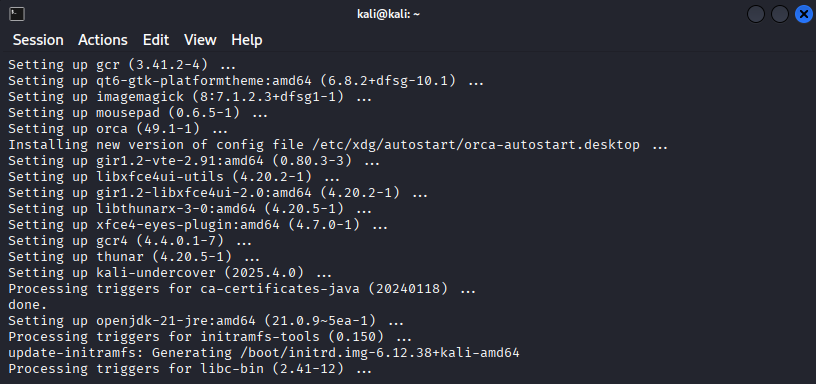 kali@kali: ~
Session Actions Edit View Help
Setting up gcr (3.41.2-4) ...
Setting up qt6-gtk-platformtheme:amd64 (6.8.2+dfsg-10.1) ...
Setting up imagemagick (8:7.1.2.3+dfsg1-1) ...
Setting up mousepad (0.6.5-1) ...
Setting up orca (49.1-1) ...
Installing new version of config file /etc/xdg/autostart/orca-autostart.desktop ...
Setting up gir1.2-vte-2.91:amd64 (0.80.3-3) ...
Setting up libxfce4ui-utils (4.20.2-1) ...
Setting up gir1.2-libxfce4ui-2.0:amd64 (4.20.2-1) ...
Setting up libthunarx-3-0:amd64 (4.20.5-1) ...
Setting up xfce4-eyes-plugin:amd64 (4.7.0-1) ...
Setting up gcr4 (4.4.0.1-7) ...
Setting up thunar (4.20.5-1) ...
Setting up kali-undercover (2025.4.0) ...
Processing triggers for ca-certificates-java (20240118) ...
done.
Setting up openjdk-21-jre:amd64 (21.0.9~5ea-1) ...
Processing triggers for initramfs-tools (0.150) ...
update-initramfs: Generating /boot/initrd.img-6.12.38+kali-amd64
Processing triggers for libc-bin (2.41-12) ...